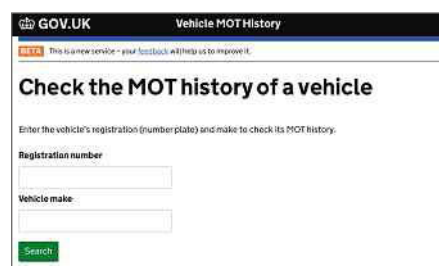 GOV.UK Vehicle MOT History
BETA This is a new service – your feedback will help us to improve it.
Check the MOT history of a vehicle
Enter the vehicle's registration (number plate) and make to check its MOT history.
Registration number
Vehicle make
Search